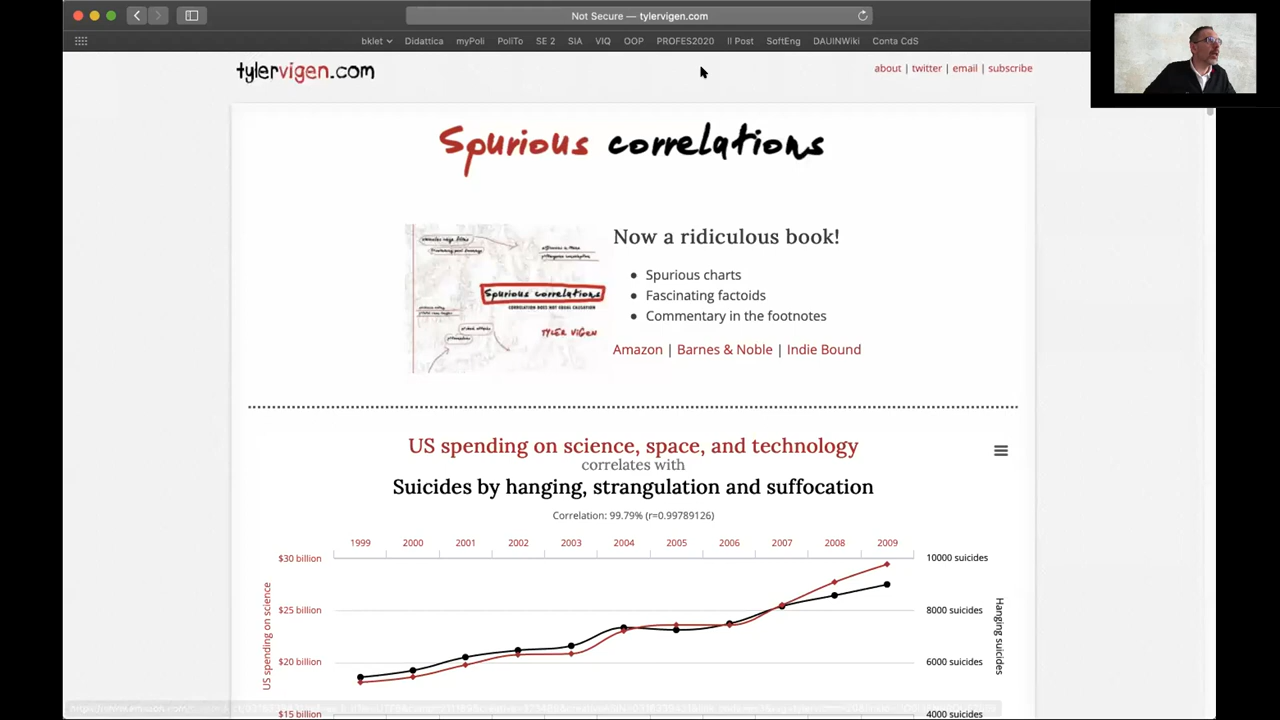 Not Secure — tylervigen.com
bklet Didattica myPoli PoliTo SE 2 SIA VIQ OOP PROFES2020 Il Post SoftEng DAUINWiki Conta CdS
tylervigen.com
about | twitter | email | subscribe
Spurious correlations
Now a ridiculous book!
Spurious charts
Fascinating factoids
Commentary in the footnotes
Amazon | Barnes & Noble | Indie Bound
Spurious correlations
CORRELATION DOES NOT EQUAL CAUSATION
TYLER VIGEN
US spending on science, space, and technology
correlates with
Suicides by hanging, strangulation and suffocation
Correlation: 99.79% (r=0.99789126)
1999 2000 2001 2002 2003 2004 2005 2006 2007 2008 2009
$30 billion 10000 suicides
$25 billion 8000 suicides
$20 billion 6000 suicides
$15 billion 4000 suicides
US spending on science
Hanging suicides